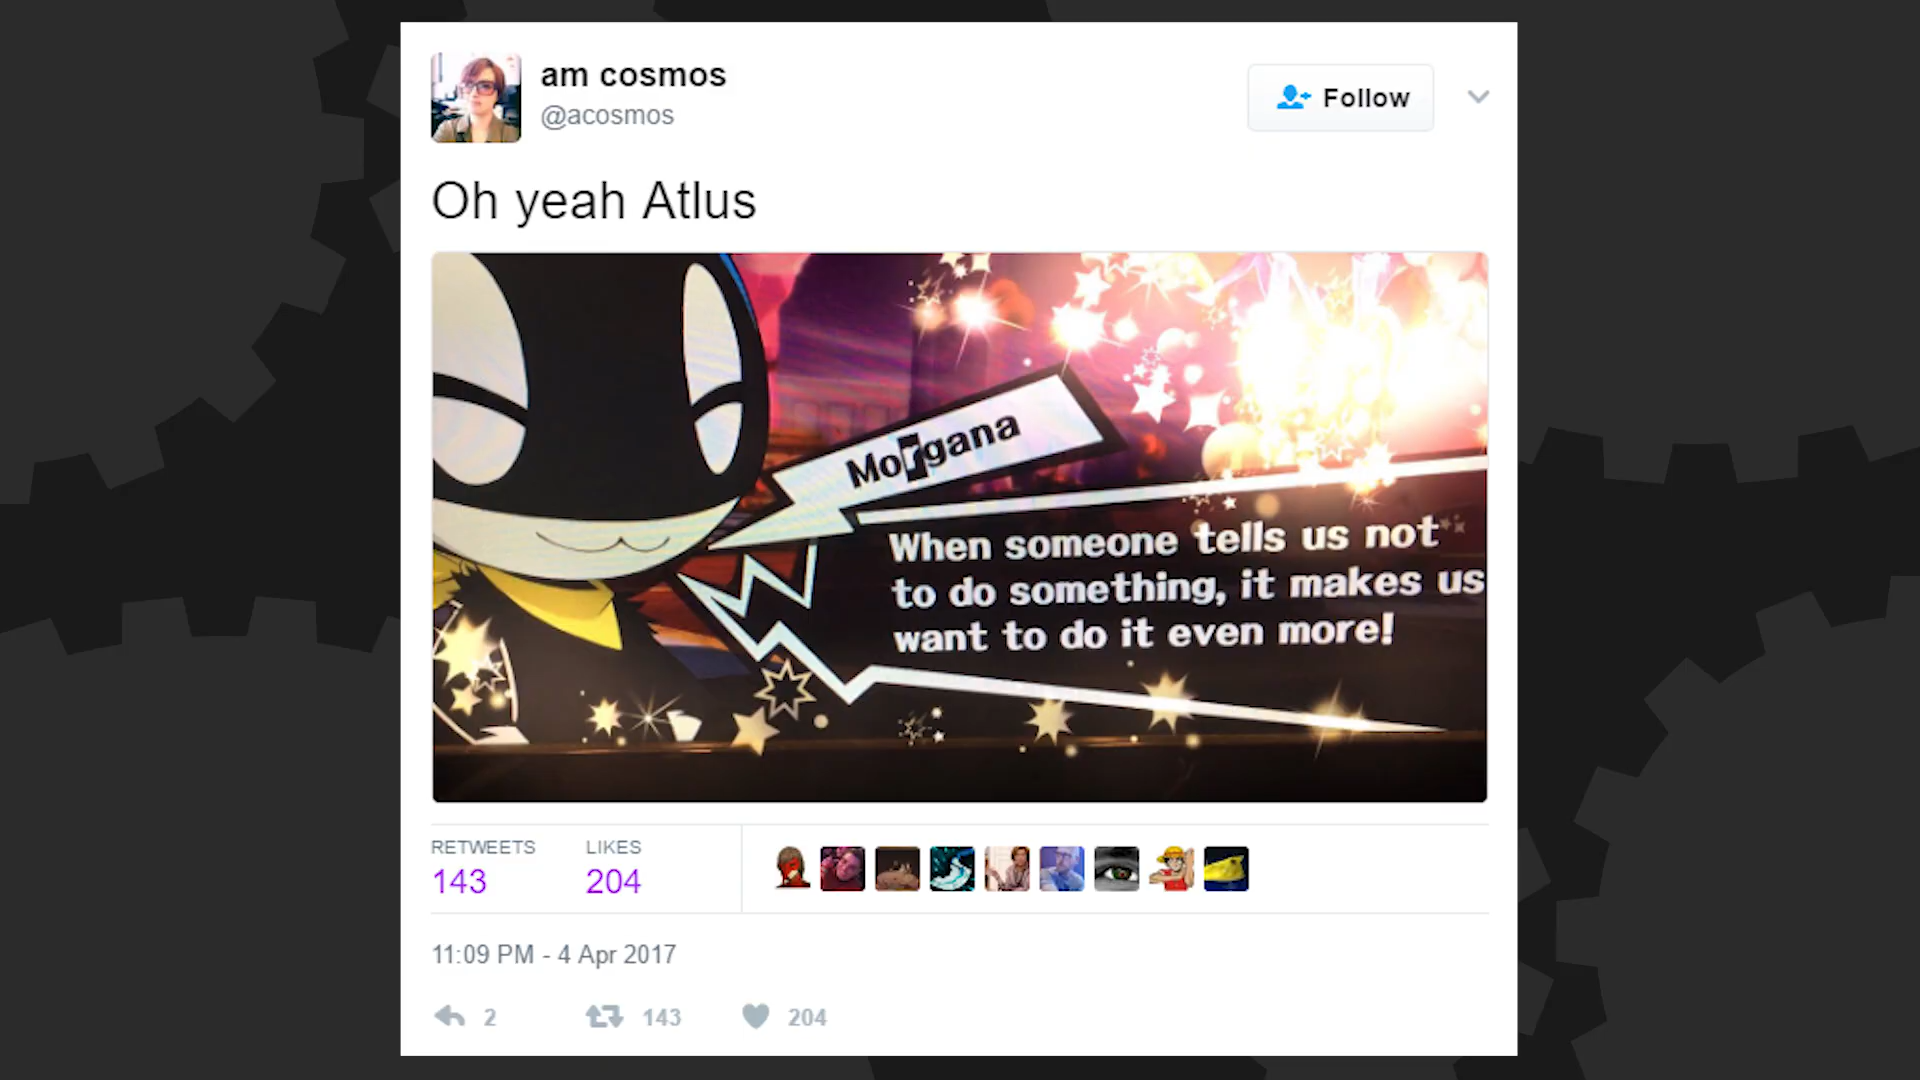 am cosmos
@acosmos
Follow
Oh yeah Atlus
Morgana
When someone tells us not
to do something, it makes us
want to do it even more!
RETWEETS LIKES
143 204
11:09 PM - 4 Apr 2017
2 143 204